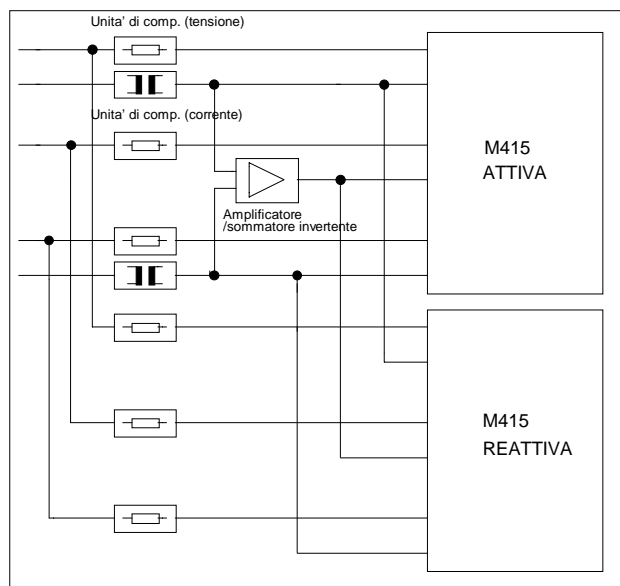 Unita' di comp. (tensione)
Unita' di comp. (corrente)
M415
ATTIVA
Amplificatore
/sommatore invertente
M415
REATTIVA